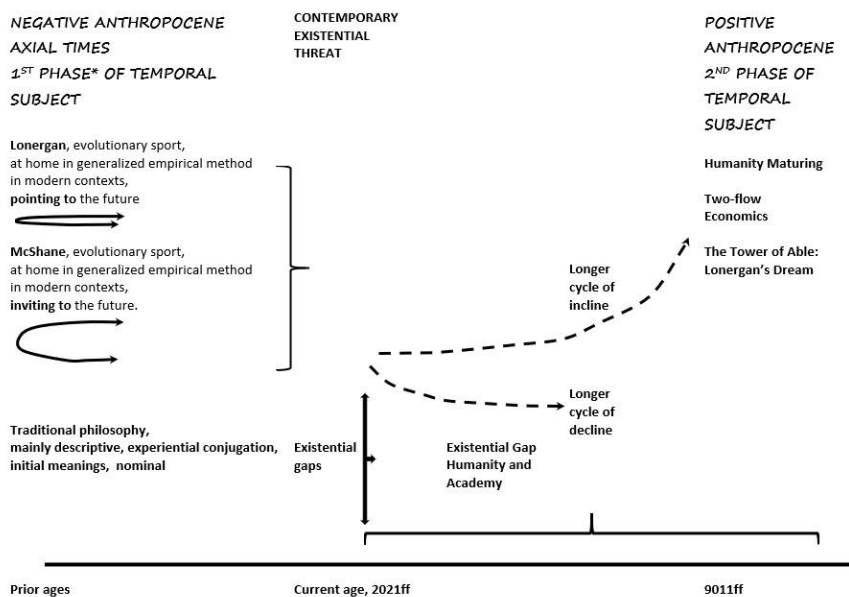 NEGATIVE ANTHROPOCENE
AXIAL TIMES
1ST PHASE* OF TEMPORAL
SUBJECT
CONTEMPORARY
EXISTENTIAL
THREAT
POSITIVE
ANTHROPOCENE
2ND PHASE OF
TEMPORAL
SUBJECT
Lonergan, evolutionary sport,
at home in generalized empirical method
in modern contexts,
pointing to the future
McShane, evolutionary sport,
at home in generalized empirical method
in modern contexts,
inviting to the future.
Humanity Maturing
Two-flow
Economics
The Tower of Able:
Lonergan's Dream
Longer
cycle of
incline
Longer
cycle of
decline
Traditional philosophy,
mainly descriptive, experiential conjugation,
initial meanings, nominal
Existential
gaps
Existential Gap
Humanity and
Academy
Prior ages
Current age, 2021ff
9011ff